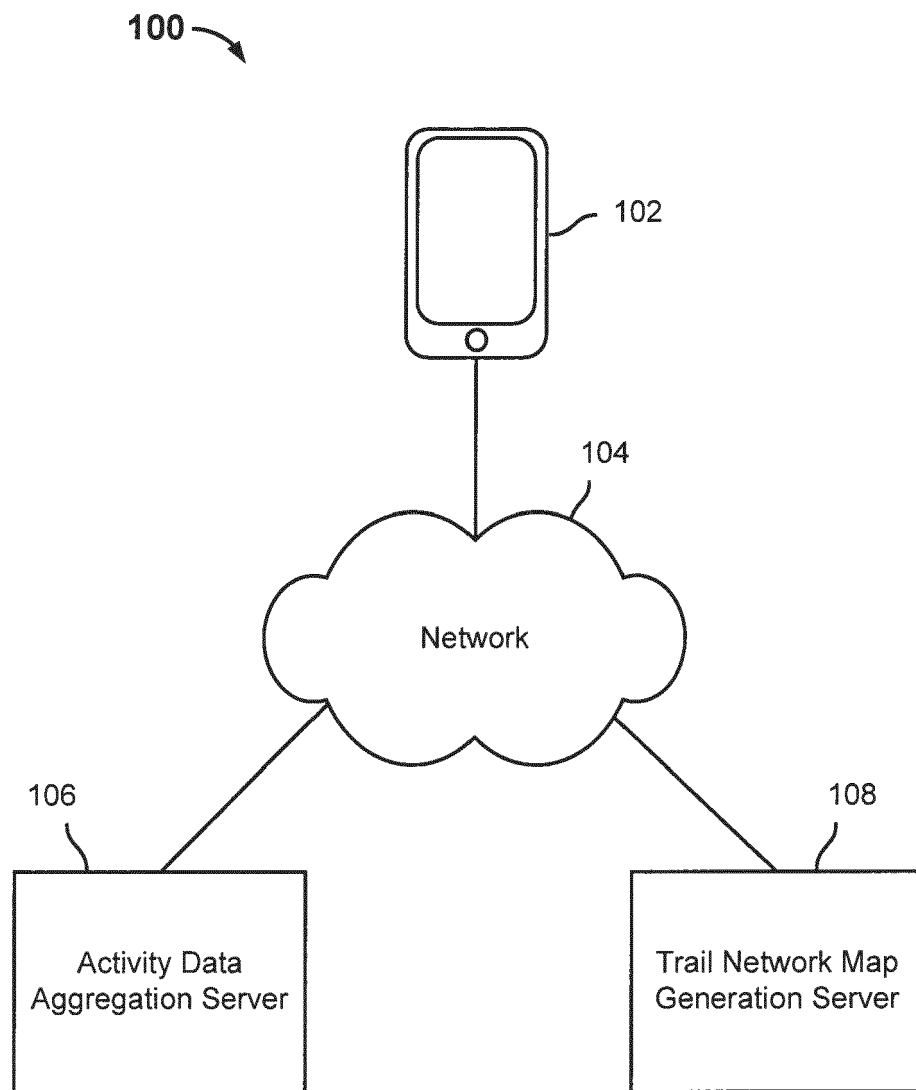 100
102
104
Network
106
108
Activity Data
Aggregation Server
Trail Network Map
Generation Server